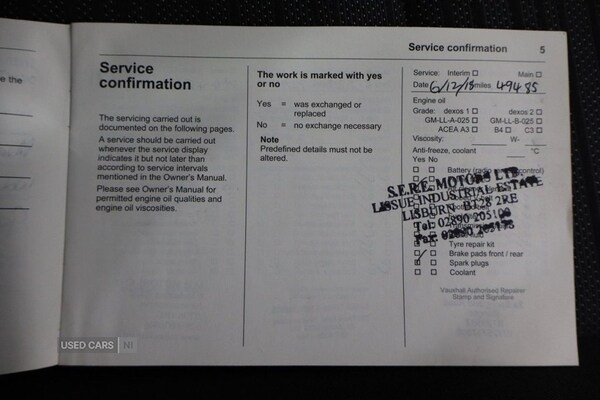 Service confirmation 5
e the
Service
confirmation
The servicing carried out is
documented on the following pages.
A service should be carried out
whenever the service display
indicates it but not later than
according to service intervals
mentioned in the Owner's Manual.
Please see Owner's Manual for
permitted engine oil qualities and
engine oil viscosities.
The work is marked with yes
or no
Yes = was exchanged or
replaced
No = no exchange necessary
Note
Predefined details must not be
altered.
Service: Interim Main
Date 6/12/18 miles 49485
Engine oil
Grade: dexos 1 dexos 2
GM-LL-A-025 GM-LL-B-025
ACEA A3 B4 C3
Viscosity: W-
Anti-freeze, coolant °C
Yes No
Battery control)
S.E.R.E. MOTORS LTD
LISSUE INDUSTRIAL ESTATE
LISBURN BT28 2RE
Tel: 02890 205100
Fax:
Tyre repair kit
Brake pads front / rear
Spark plugs
Coolant
Vauxhall Authorised Repairer
Stamp and Signature
USED CARS NI